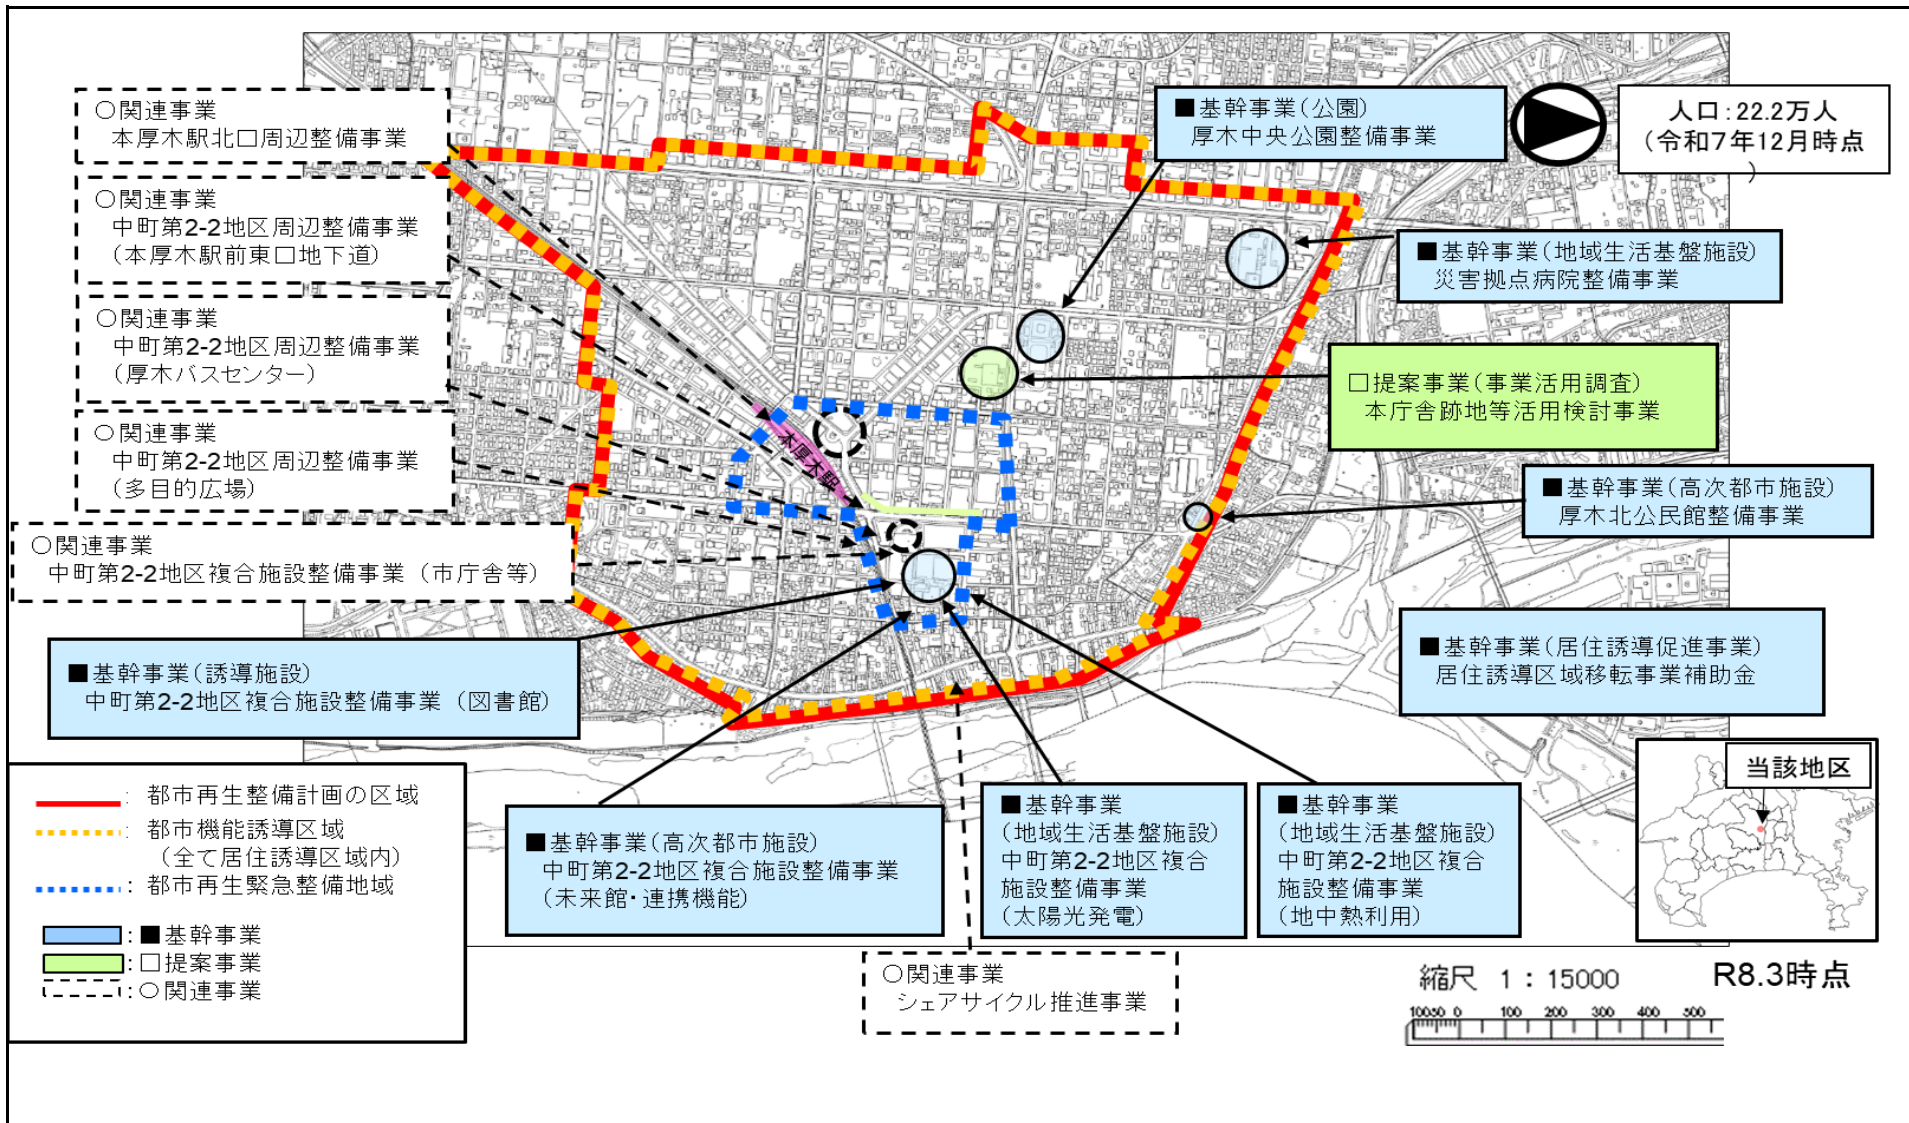 ○関連事業
本厚木駅北口周辺整備事業
○関連事業
中町第2-2地区周辺整備事業
(本厚木駅前東口地下道)
○関連事業
中町第2-2地区周辺整備事業
(厚木バスセンター)
○関連事業
中町第2-2地区周辺整備事業
(多目的広場)
○関連事業
中町第2-2地区複合施設整備事業 (市庁舎等)
■基幹事業(公園)
厚木中央公園整備事業
人口:22.2万人
(令和7年12月時点
)
■基幹事業(地域生活基盤施設)
災害拠点病院整備事業
□提案事業(事業活用調査)
本庁舎跡地等活用検討事業
■基幹事業(高次都市施設)
厚木北公民館整備事業
■基幹事業(居住誘導促進事業)
居住誘導区域移転事業補助金
本厚木駅
■基幹事業(誘導施設)
中町第2-2地区複合施設整備事業 (図書館)
■基幹事業(高次都市施設)
中町第2-2地区複合施設整備事業
(未来館・連携機能)
■基幹事業
(地域生活基盤施設)
中町第2-2地区複合
施設整備事業
(太陽光発電)
■基幹事業
(地域生活基盤施設)
中町第2-2地区複合
施設整備事業
(地中熱利用)
○関連事業
シェアサイクル推進事業
: 都市再生整備計画の区域
: 都市機能誘導区域
(全て居住誘導区域内)
: 都市再生緊急整備地域
: ■基幹事業
: □提案事業
: ○関連事業
当該地区
縮尺 1 : 15000
R8.3時点
100 50 0 100 200 300 400 500